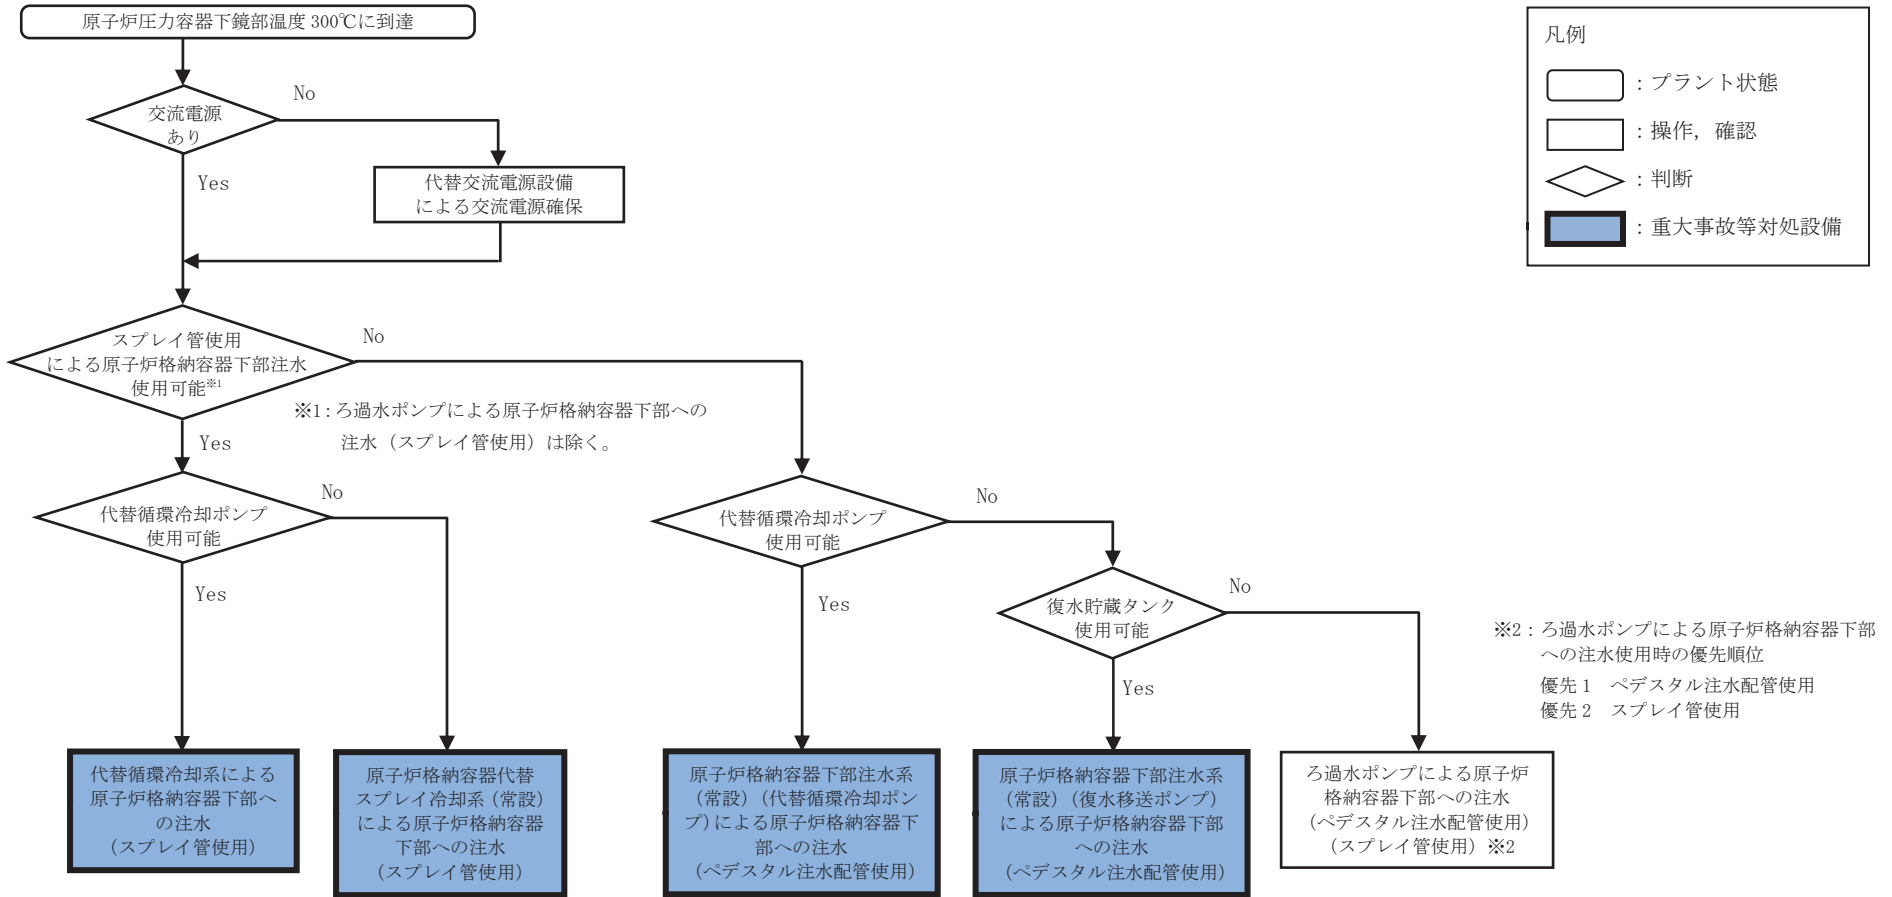 原子炉圧力容器下鏡部温度 300℃に到達
交流電源
あり
No
Yes
代替交流電源設備
による交流電源確保
スプレイ管使用
による原子炉格納容器下部注水
使用可能※1
No
Yes
※1：ろ過水ポンプによる原子炉格納容器下部への
注水（スプレイ管使用）は除く。
代替循環冷却ポンプ
使用可能
No
Yes
代替循環冷却ポンプ
使用可能
No
Yes
復水貯蔵タンク
使用可能
No
Yes
※2：ろ過水ポンプによる原子炉格納容器下部
への注水使用時の優先順位
優先 1　ペデスタル注水配管使用
優先 2　スプレイ管使用
代替循環冷却系による
原子炉格納容器下部へ
の注水
（スプレイ管使用）
原子炉格納容器代替
スプレイ冷却系（常設）
による原子炉格納容器
下部への注水
（スプレイ管使用）
原子炉格納容器下部注水系
（常設）（代替循環冷却ポン
プ）による原子炉格納容器下
部への注水
（ペデスタル注水配管使用）
原子炉格納容器下部注水系
（常設）（復水移送ポンプ）
による原子炉格納容器下部
への注水
（ペデスタル注水配管使用）
ろ過水ポンプによる原子炉
格納容器下部への注水
（ペデスタル注水配管使用）
（スプレイ管使用）※2
凡例
：プラント状態
：操作，確認
：判断
：重大事故等対処設備